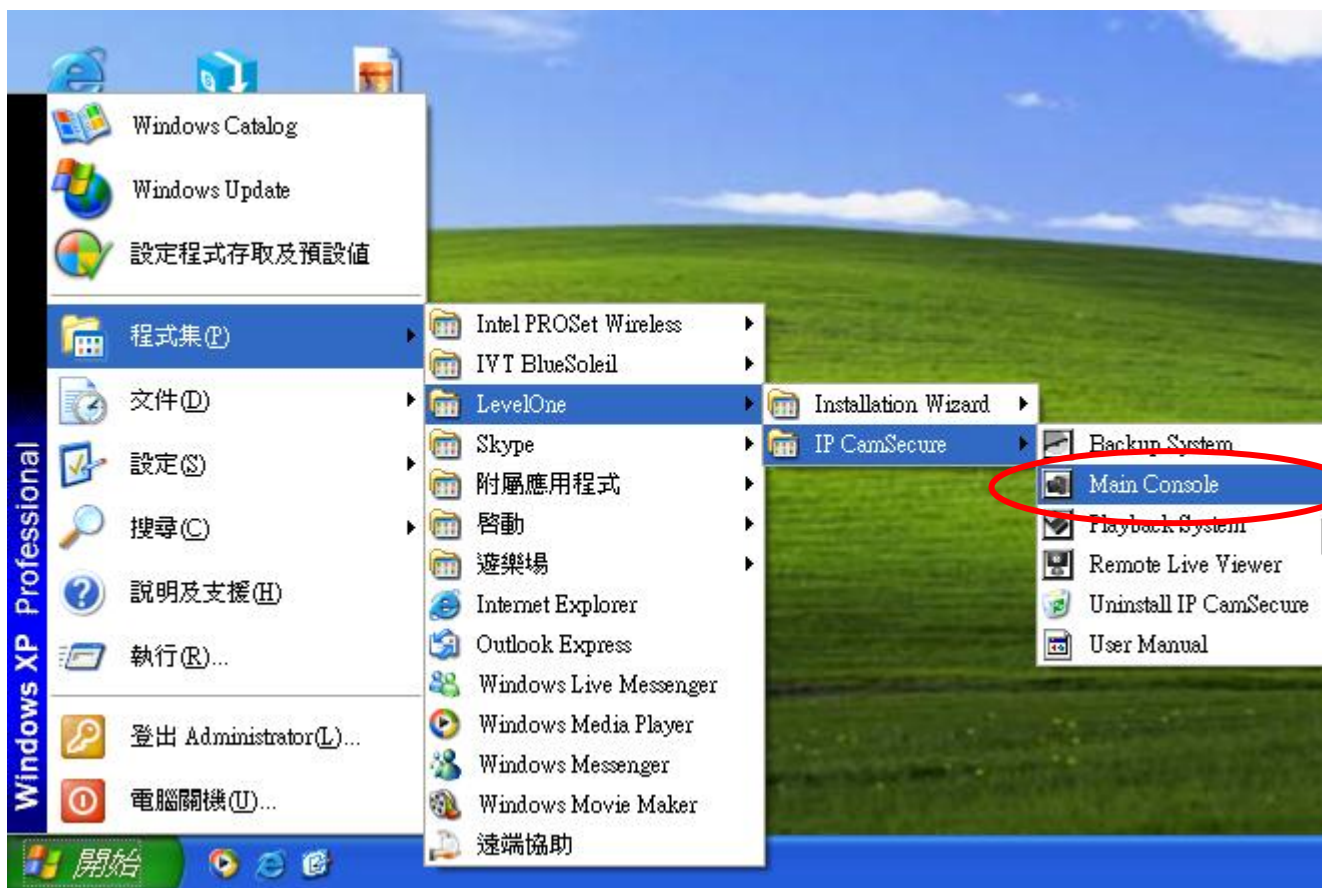 Windows Catalog
Windows Update
設定程式存取及預設值
程式集(P)
文件(D)
設定(S)
搜尋(C)
說明及支援(H)
執行(R)...
登出 Administrator(L)...
電腦關機(U)...
Windows XP Professional
開始
Intel PROSet Wireless
IVT BlueSoleil
LevelOne
Skype
附屬應用程式
啓動
遊樂場
Internet Explorer
Outlook Express
Windows Live Messenger
Windows Media Player
Windows Messenger
Windows Movie Maker
遠端協助
Installation Wizard
IP CamSecure
Backup System
Main Console
Playback System
Remote Live Viewer
Uninstall IP CamSecure
User Manual